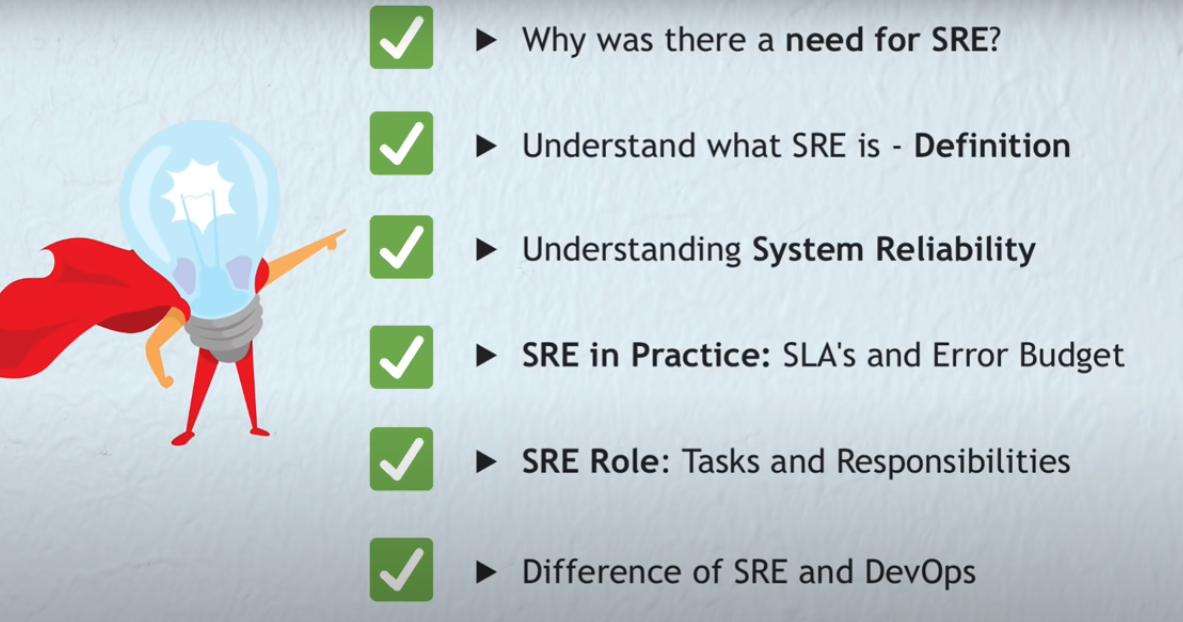 Why was there a need for SRE?
Understand what SRE is - Definition
Understanding System Reliability
SRE in Practice: SLA's and Error Budget
SRE Role: Tasks and Responsibilities
Difference of SRE and DevOps